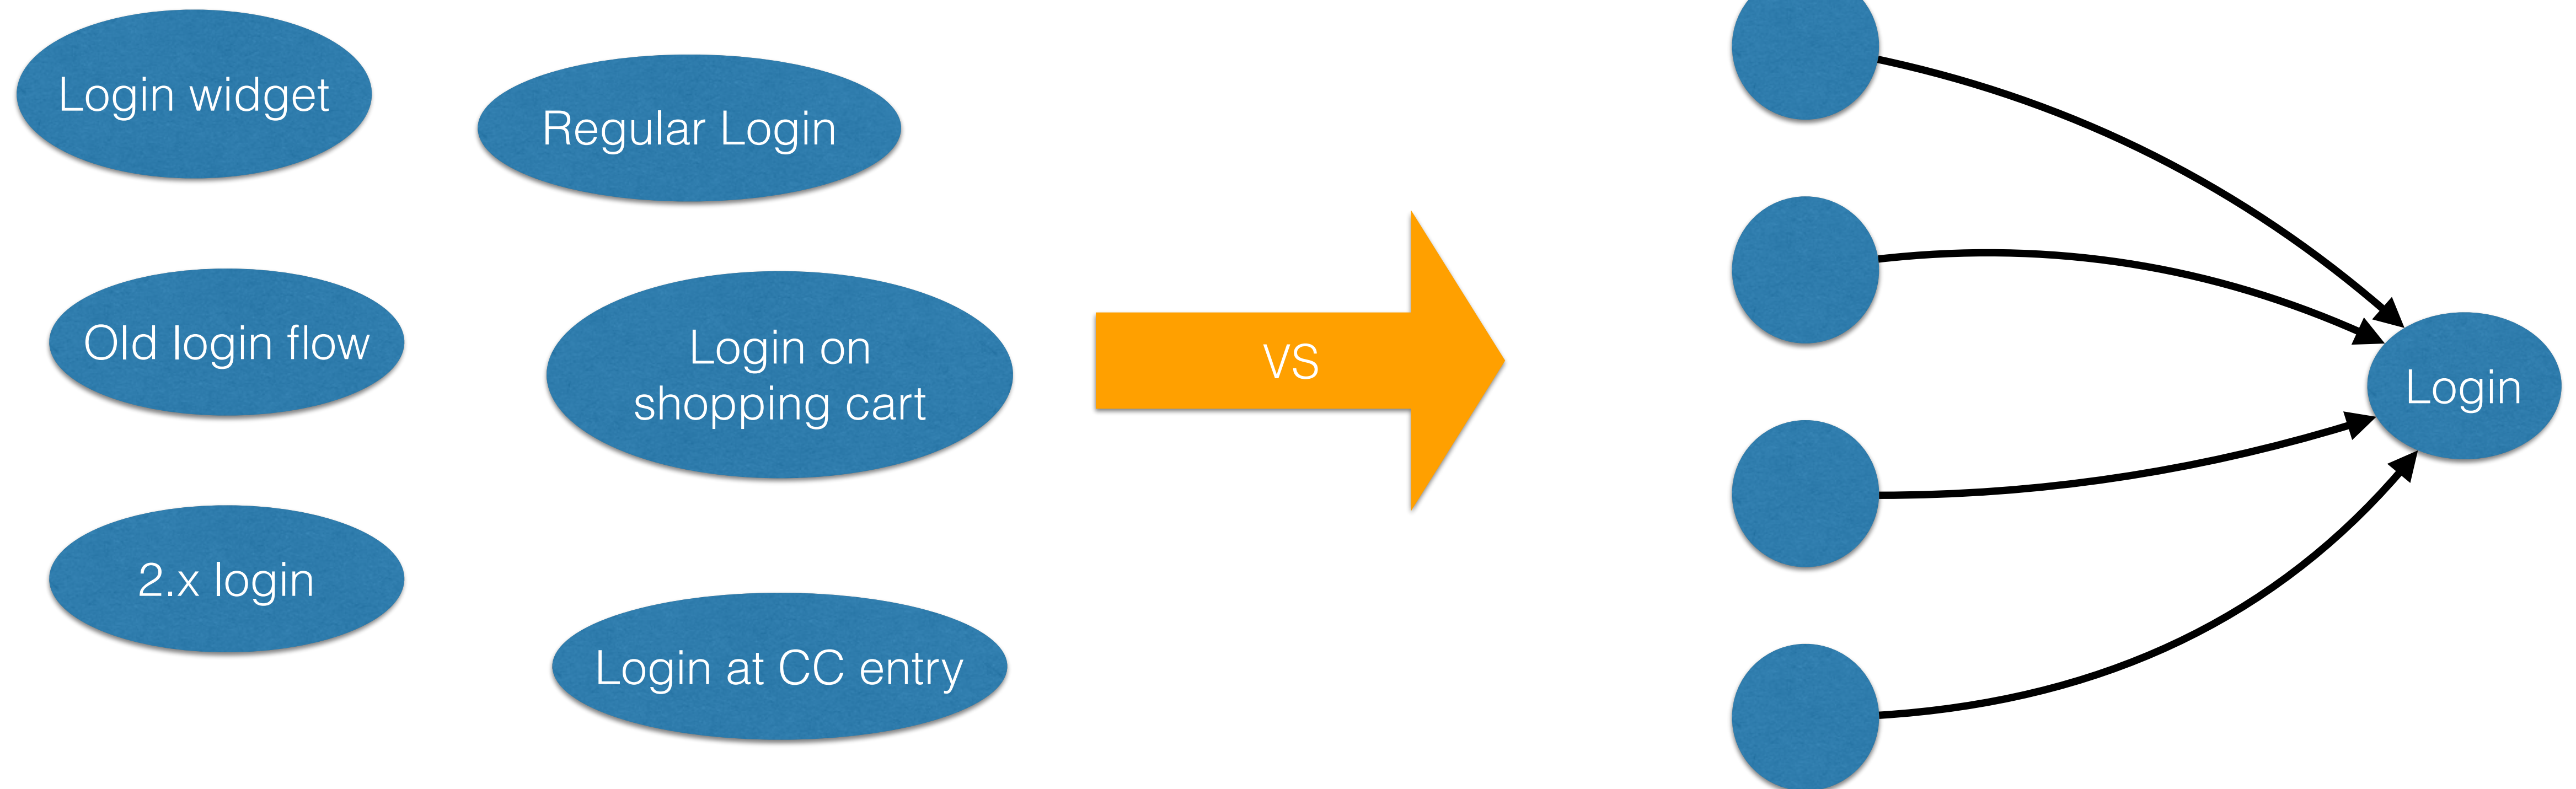 Login widget
Regular Login
Old login flow
Login on
shopping cart
2.x login
Login at CC entry
VS
Login